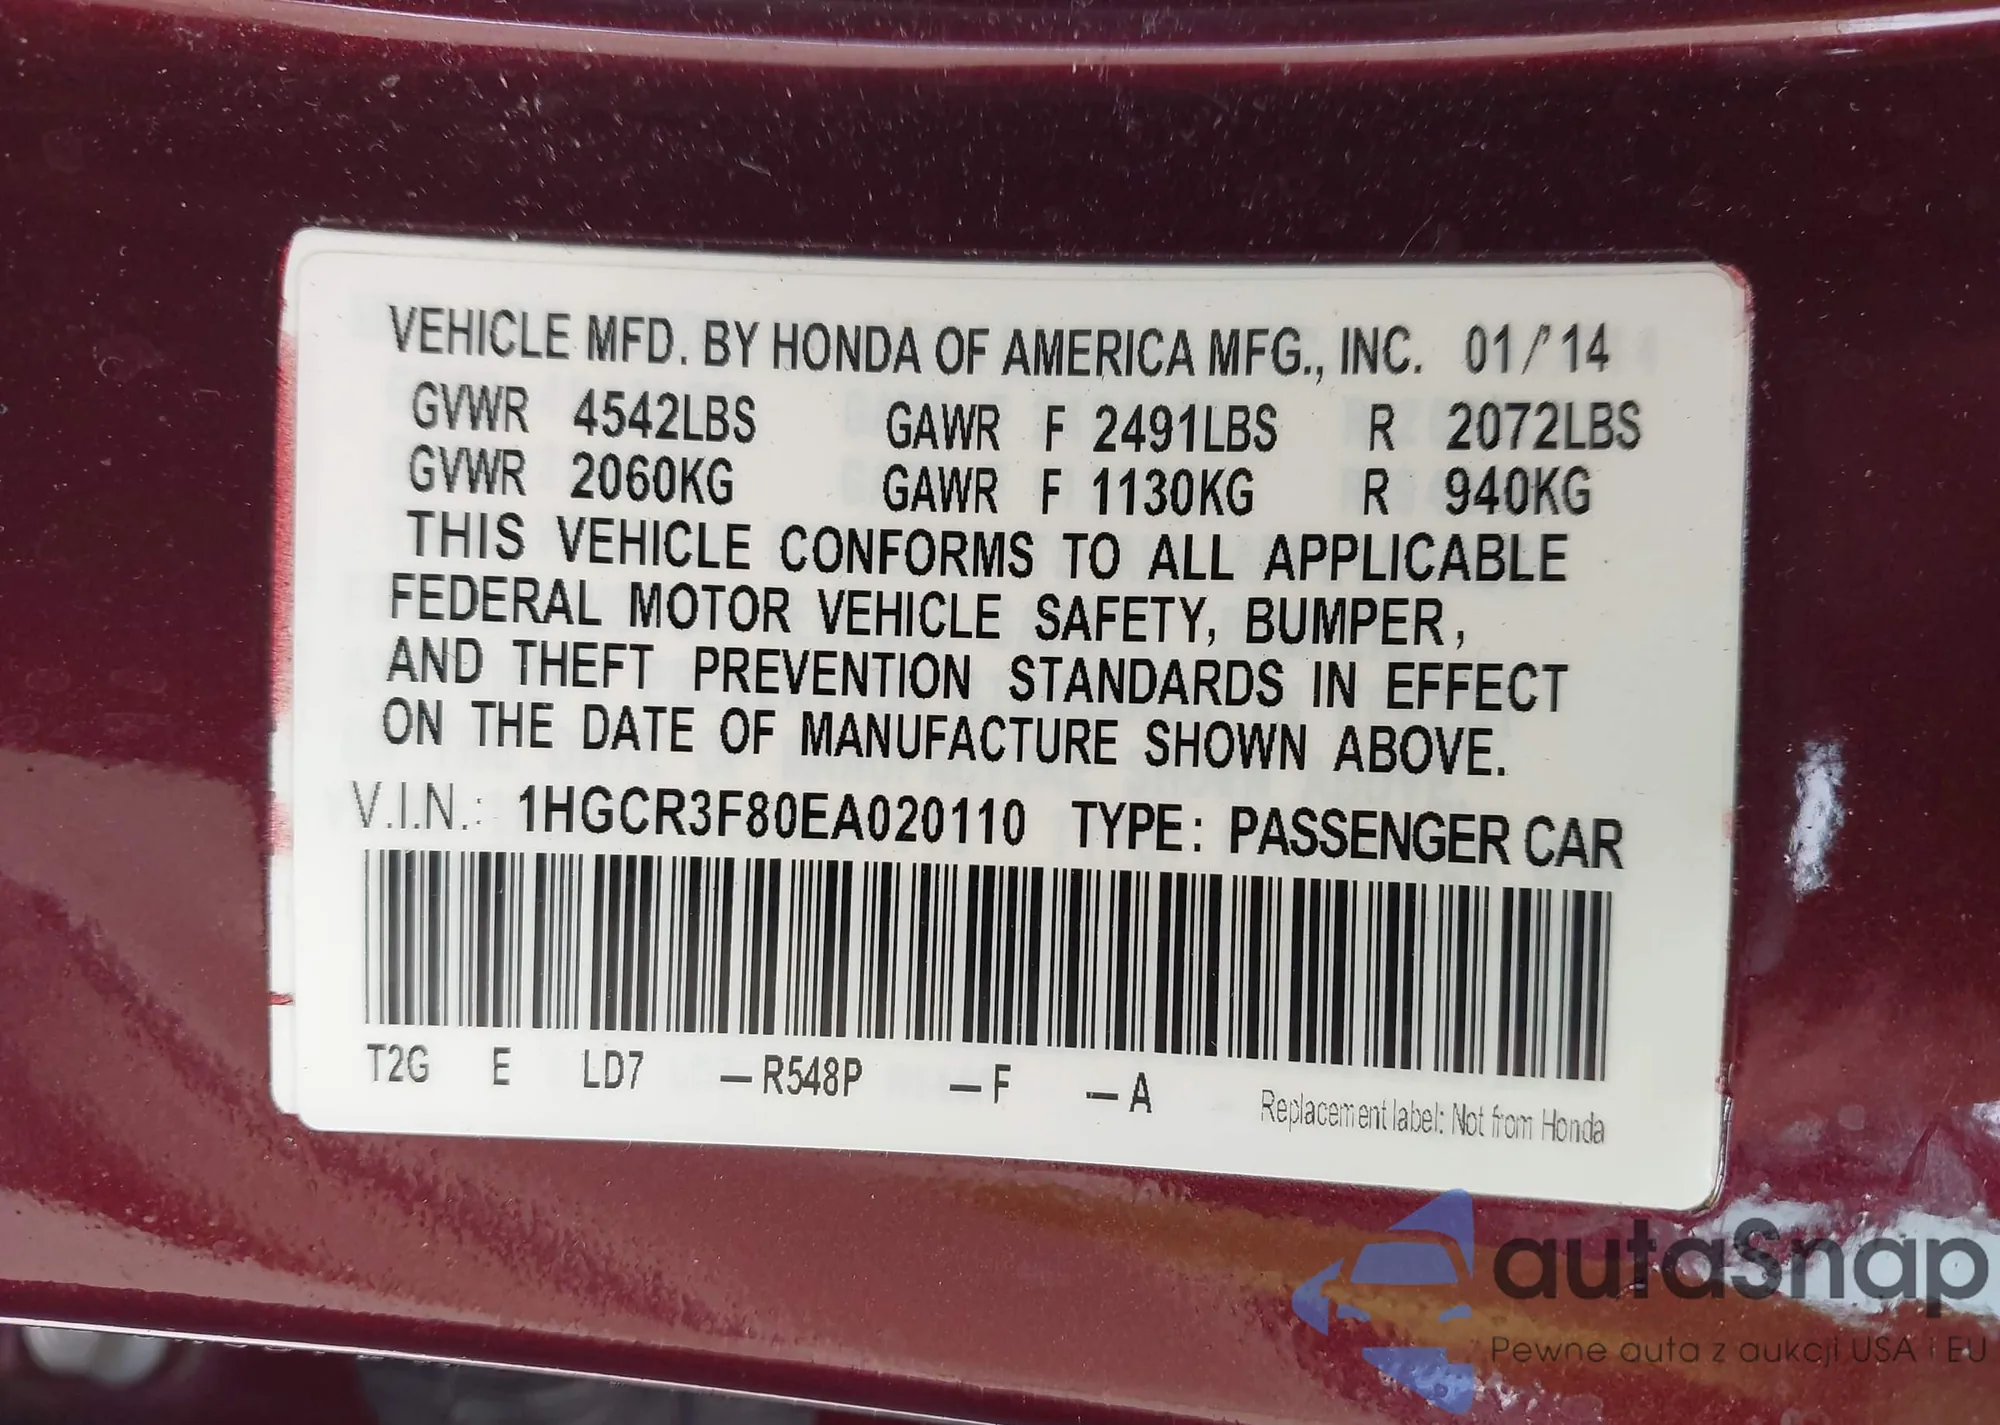 VEHICLE MFD. BY HONDA OF AMERICA MFG., INC. 01/'14
GVWR 4542LBS GAWR F 2491LBS R 2072LBS
GVWR 2060KG GAWR F 1130KG R 940KG
THIS VEHICLE CONFORMS TO ALL APPLICABLE
FEDERAL MOTOR VEHICLE SAFETY, BUMPER,
AND THEFT PREVENTION STANDARDS IN EFFECT
ON THE DATE OF MANUFACTURE SHOWN ABOVE.
V.I.N.: 1HGCR3F80EA020110 TYPE: PASSENGER CAR
T2G E LD7 –R548P –F –A
Replacement label: Not from Honda
autaSnap
Pewne auta z aukcji USA i EU